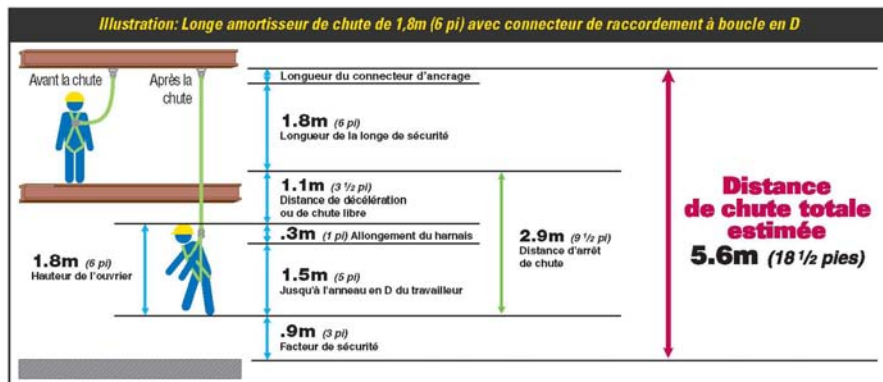 Illustration: Longe amortisseur de chute de 1,8m (6 pi) avec connecteur de raccordement à boucle en D
Avant la chute
Après la
chute
Longueur du connecteur d'ancrage
1.8m (6 pi)
Longueur de la longe de sécurité
1.1m (3 ½ pi)
Distance de décélération
ou de chute libre
.3m (1 pi) Allongement du harnais
1.8m (6 pi)
Hauteur de l'ouvrier
1.5m (5 pi)
Jusqu'à l'anneau en D du travailleur
2.9m (9 ½ pi)
Distance d'arrêt
de chute
.9m (3 pi)
Facteur de sécurité
Distance
de chute totale
estimée
5.6m (18 ½ pies)